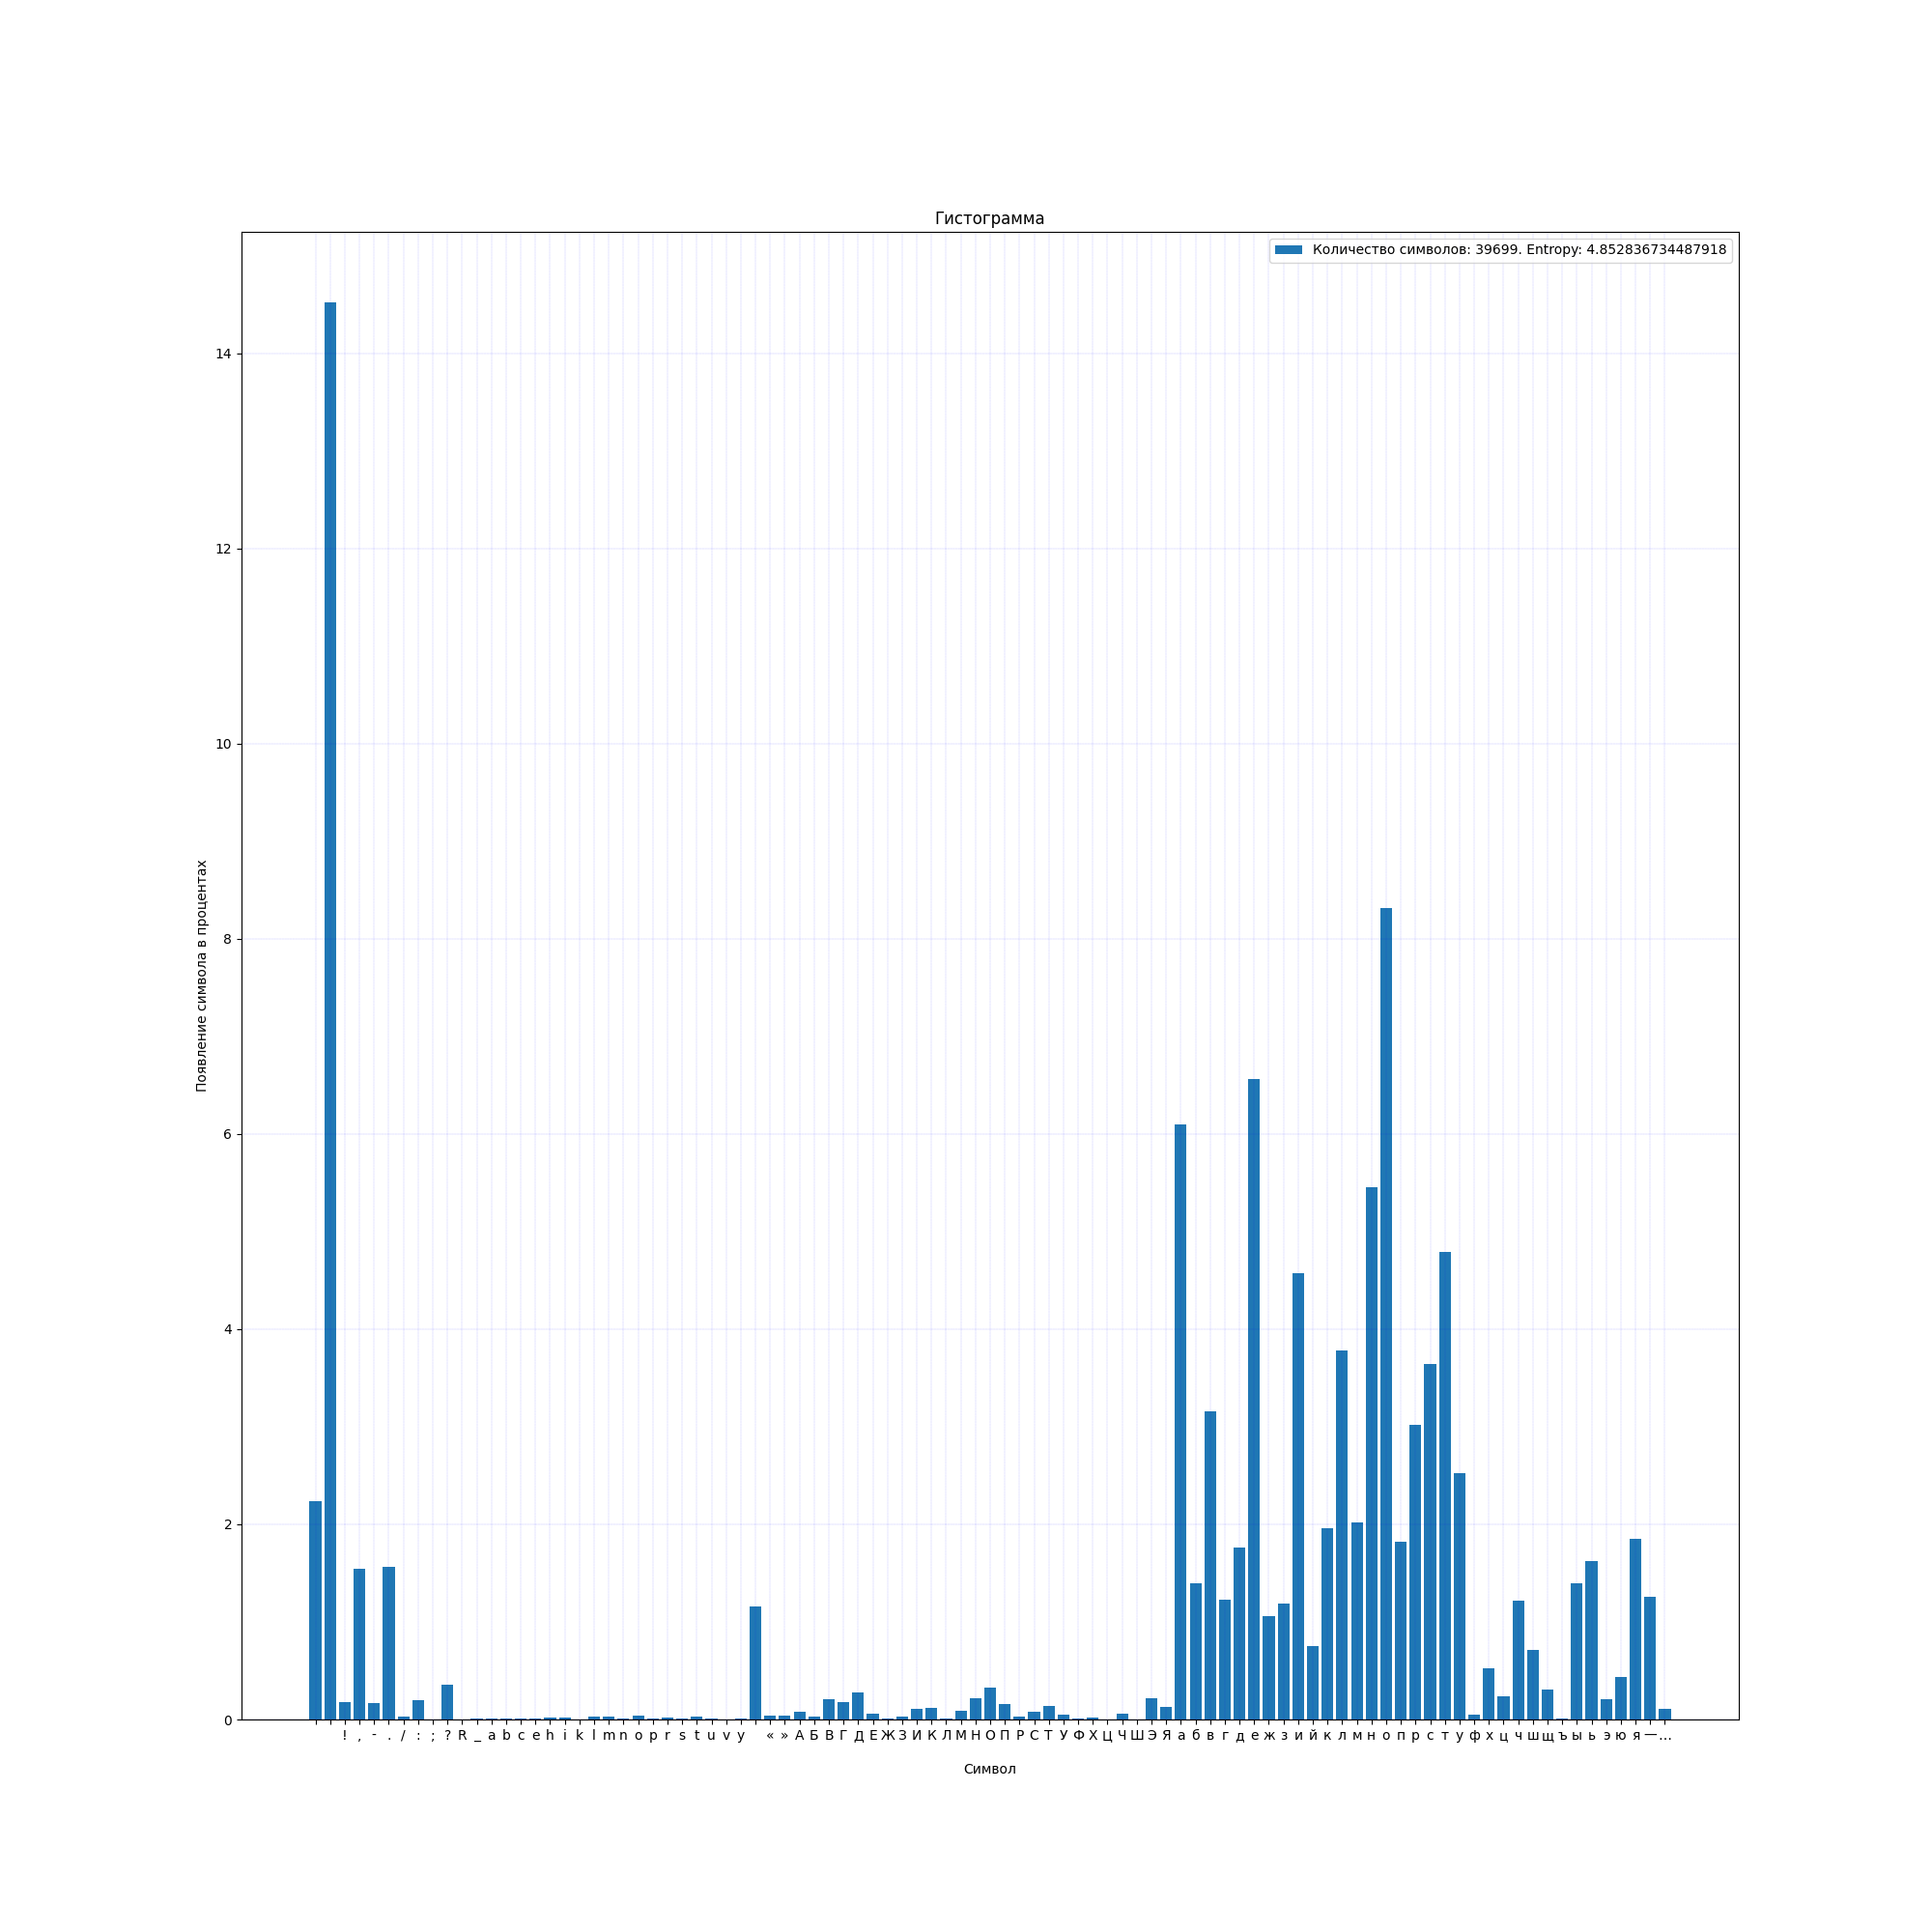 Гистограмма
Количество символов: 39699. Entropy: 4.852836734487918
14
12
10
8
6
4
2
0
Появление символа в процентах
! , - . / : ; ? R _ a b c e h i k l m n o p r s t u v y « » А Б В Г Д Е Ж З И К Л М Н О П Р С Т У Ф Х Ц Ч Ш Э Я а б в г д е ж з и й к л м н о п р с т у ф х ц ч ш щ ъ ы ь э ю я — …
Символ